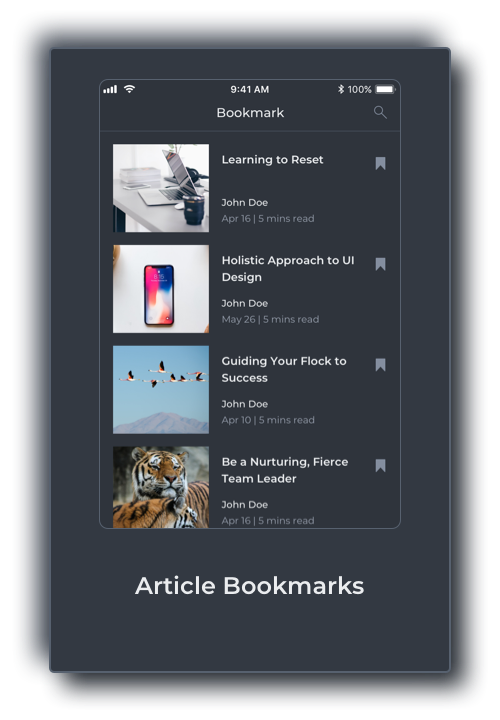 9:41 AM 100%
Bookmark
Learning to Reset
John Doe
Apr 16 | 5 mins read
Holistic Approach to UI
Design
John Doe
May 26 | 5 mins read
Guiding Your Flock to
Success
John Doe
Apr 10 | 5 mins read
Be a Nurturing, Fierce
Team Leader
John Doe
Apr 16 | 5 mins read
Article Bookmarks